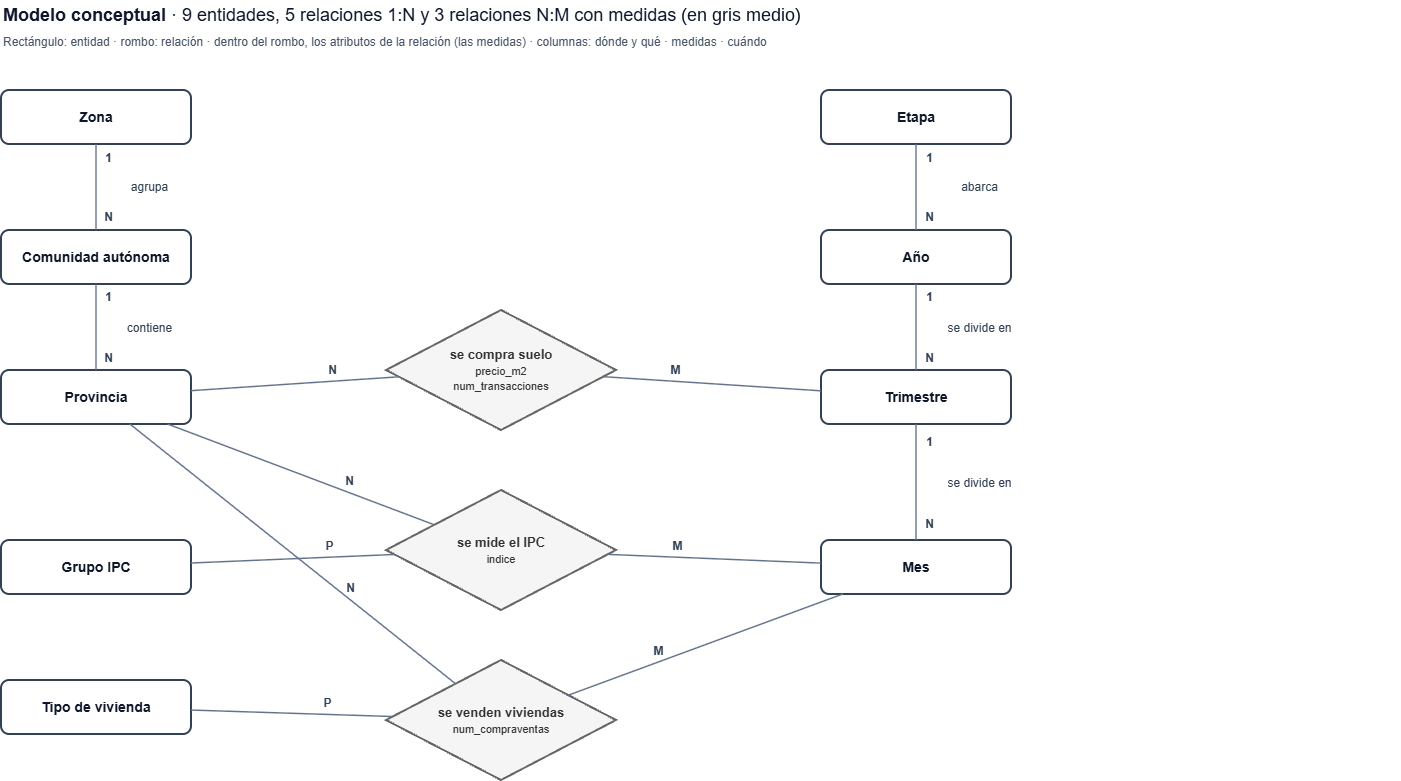 Modelo conceptual · 9 entidades, 5 relaciones 1:N y 3 relaciones N:M con medidas (en gris medio)
Rectángulo: entidad · rombo: relación · dentro del rombo, los atributos de la relación (las medidas) · columnas: dónde y qué · medidas · cuándo
Zona
Etapa
1
1
agrupa
abarca
N
N
Comunidad autónoma
Año
1
1
contiene
se divide en
N
N
se compra suelo
precio_m2
num_transacciones
N
M
Provincia
Trimestre
1
N
se divide en
N
se mide el IPC
indice
P
M
Grupo IPC
Mes
N
M
Tipo de vivienda
P
se venden viviendas
num_compraventas